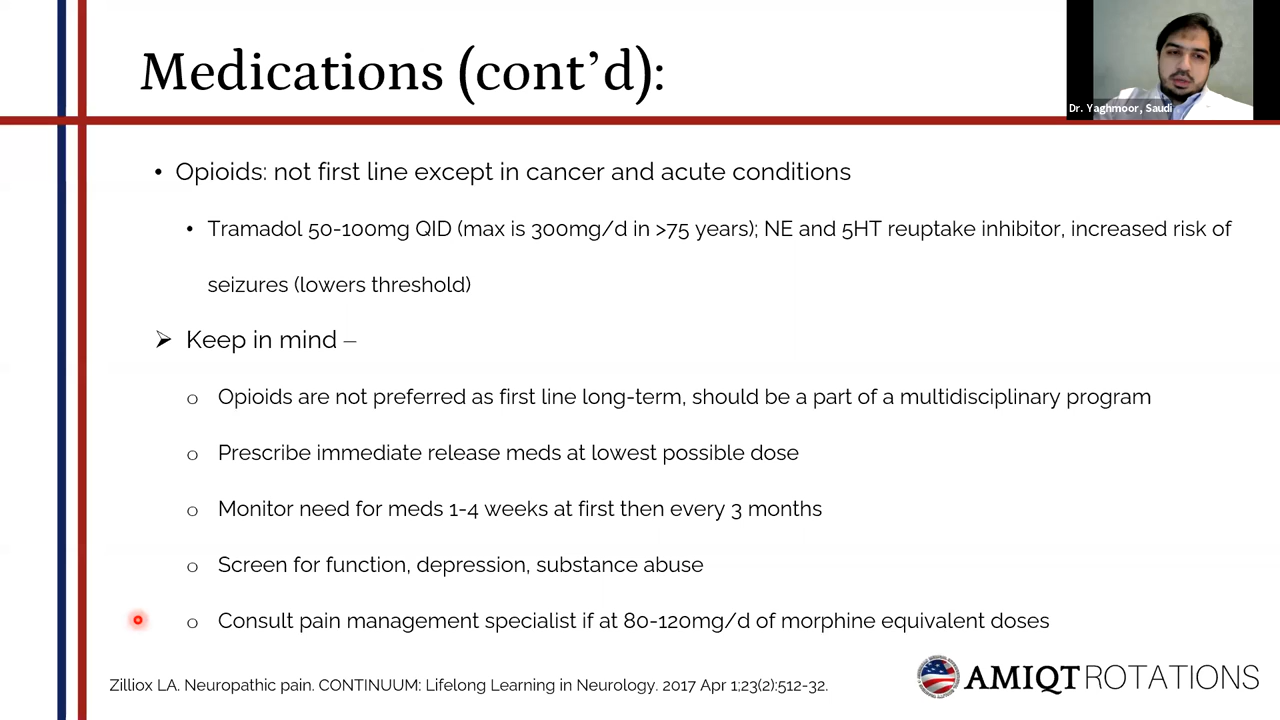 Medications (cont’d):
Dr. Yaghmoor, Saudi
• Opioids: not first line except in cancer and acute conditions
• Tramadol 50-100mg QID (max is 300mg/d in >75 years); NE and 5HT reuptake inhibitor, increased risk of
seizures (lowers threshold)
➢ Keep in mind –
o Opioids are not preferred as first line long-term, should be a part of a multidisciplinary program
o Prescribe immediate release meds at lowest possible dose
o Monitor need for meds 1-4 weeks at first then every 3 months
o Screen for function, depression, substance abuse
o Consult pain management specialist if at 80-120mg/d of morphine equivalent doses
Zilliox LA. Neuropathic pain. CONTINUUM: Lifelong Learning in Neurology. 2017 Apr 1;23(2):512-32.
AMIQT ROTATIONS